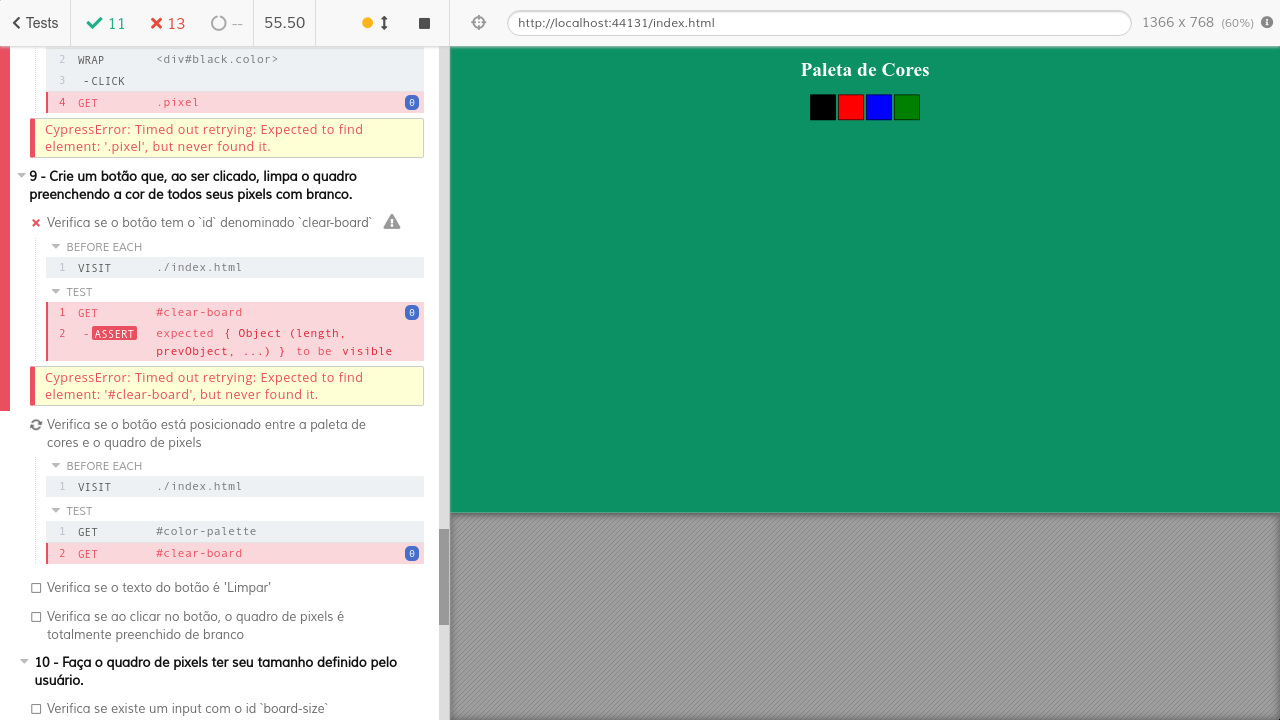 Tests
11
13
--
55.50
http://localhost:44131/index.html
1366 x 768 (60%)
2 WRAP <div#black.color>
3 -CLICK
4 GET .pixel 0
CypressError: Timed out retrying: Expected to find
element: '.pixel', but never found it.
9 - Crie um botão que, ao ser clicado, limpa o quadro
preenchendo a cor de todos seus pixels com branco.
Verifica se o botão tem o `id` denominado `clear-board`
BEFORE EACH
1 VISIT ./index.html
TEST
1 GET #clear-board 0
2 -ASSERT expected { Object (length,
prevObject, ...) } to be visible
CypressError: Timed out retrying: Expected to find
element: '#clear-board', but never found it.
Verifica se o botão está posicionado entre a paleta de
cores e o quadro de pixels
BEFORE EACH
1 VISIT ./index.html
TEST
1 GET #color-palette
2 GET #clear-board 0
Verifica se o texto do botão é 'Limpar'
Verifica se ao clicar no botão, o quadro de pixels é
totalmente preenchido de branco
10 - Faça o quadro de pixels ter seu tamanho definido pelo
usuário.
Verifica se existe um input com o id `board-size`
Paleta de Cores